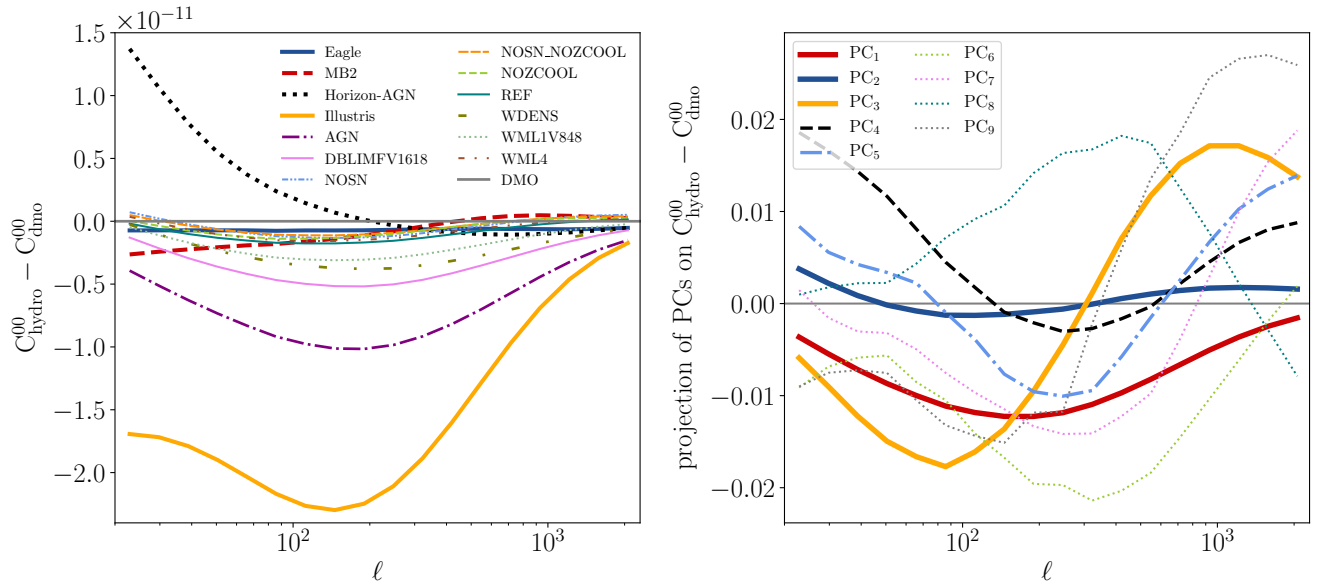 ×10⁻¹¹
1.5
1.0
0.5
0.0
−0.5
−1.0
−1.5
−2.0
C⁰⁰hydro − C⁰⁰dmo
10²
10³
ℓ
Eagle
MB2
Horizon-AGN
Illustris
AGN
DBLIMFV1618
NOSN
NOSN_NOZCOOL
NOZCOOL
REF
WDENS
WML1V848
WML4
DMO
0.02
0.01
0.00
−0.01
−0.02
projection of PCs on C⁰⁰hydro − C⁰⁰dmo
10²
10³
ℓ
PC₁
PC₂
PC₃
PC₄
PC₅
PC₆
PC₇
PC₈
PC₉